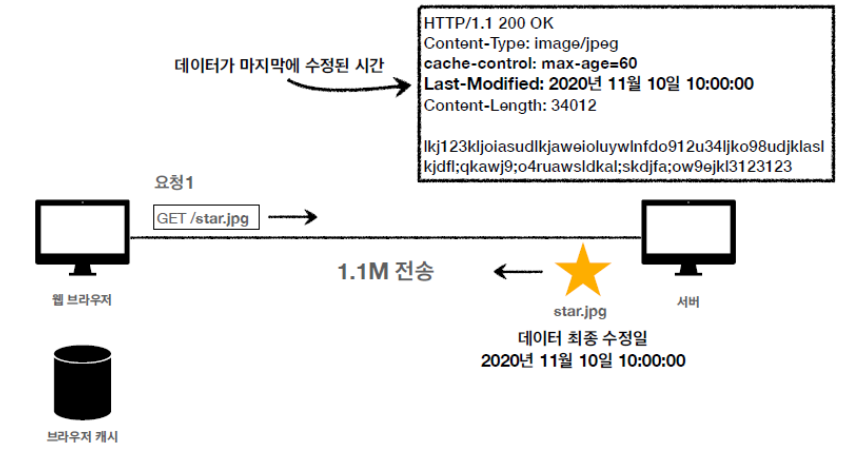 HTTP/1.1 200 OK
Content-Type: image/jpeg
cache-control: max-age=60
Last-Modified: 2020년 11월 10일 10:00:00
Content-Length: 34012
lkj123kljoiasudlkjaweioluywlnfdo912u34ljko98udjklasl
kjdfl;qkawj9;o4ruawsldkal;skdjfa;ow9ejkl3123123
데이터가 마지막에 수정된 시간
요청1
GET /star.jpg
1.1M 전송
웹 브라우저
star.jpg
서버
데이터 최종 수정일
2020년 11월 10일 10:00:00
브라우저 캐시